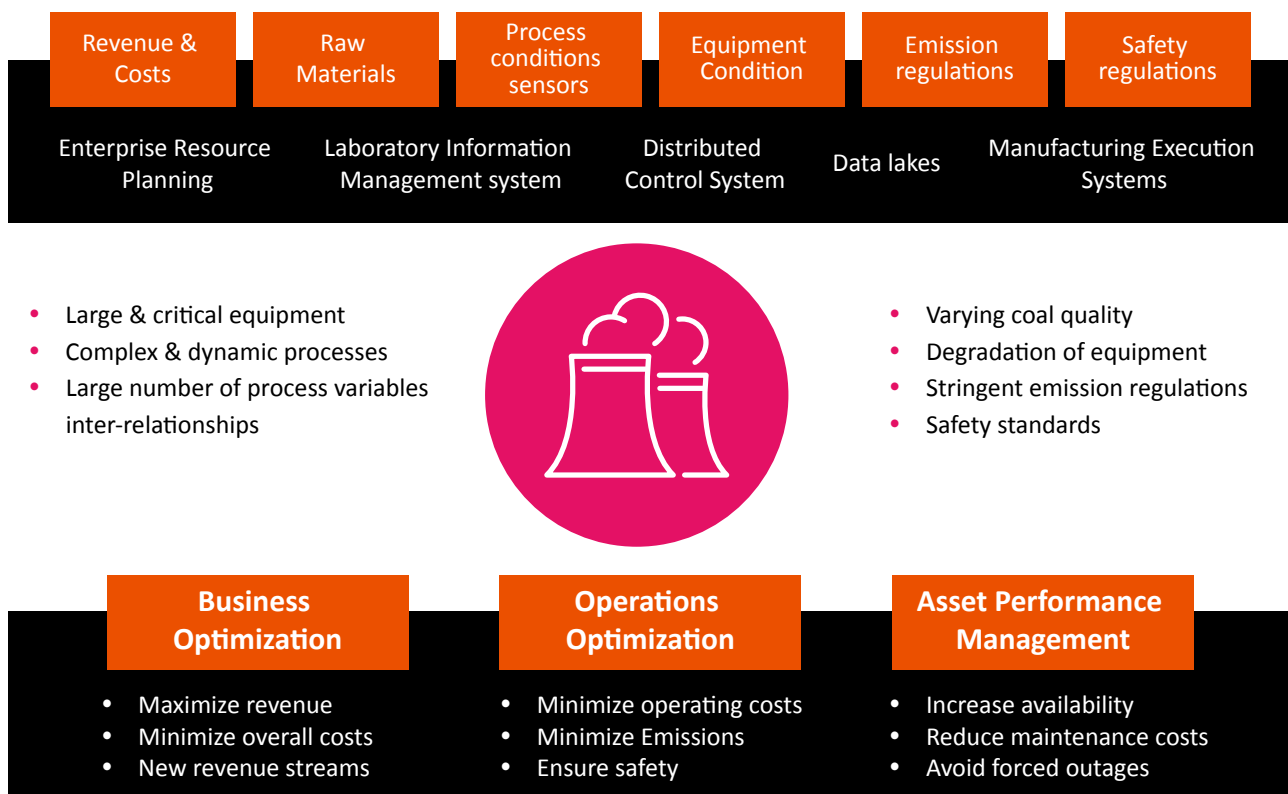 Revenue &
Costs
Raw
Materials
Process
conditions
sensors
Equipment
Condition
Emission
regulations
Safety
regulations
Enterprise Resource
Planning
Laboratory Information
Management system
Distributed
Control System
Data lakes
Manufacturing Execution
Systems
• Large & critical equipment
• Complex & dynamic processes
• Large number of process variables
inter-relationships
• Varying coal quality
• Degradation of equipment
• Stringent emission regulations
• Safety standards
Business
Optimization
• Maximize revenue
• Minimize overall costs
• New revenue streams
Operations
Optimization
• Minimize operating costs
• Minimize Emissions
• Ensure safety
Asset Performance
Management
• Increase availability
• Reduce maintenance costs
• Avoid forced outages